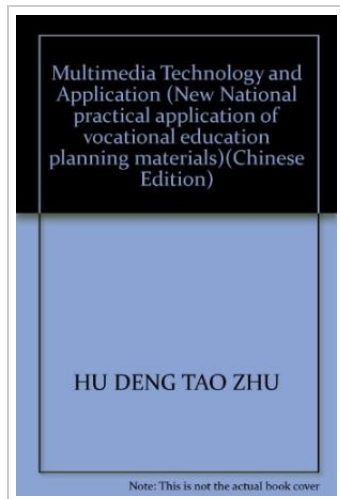 Multimedia Technology and
Application (New National
practical application of
vocational education
planning materials)(Chinese
Edition)
HU DENG TAO ZHU
Note: This is not the actual book cover